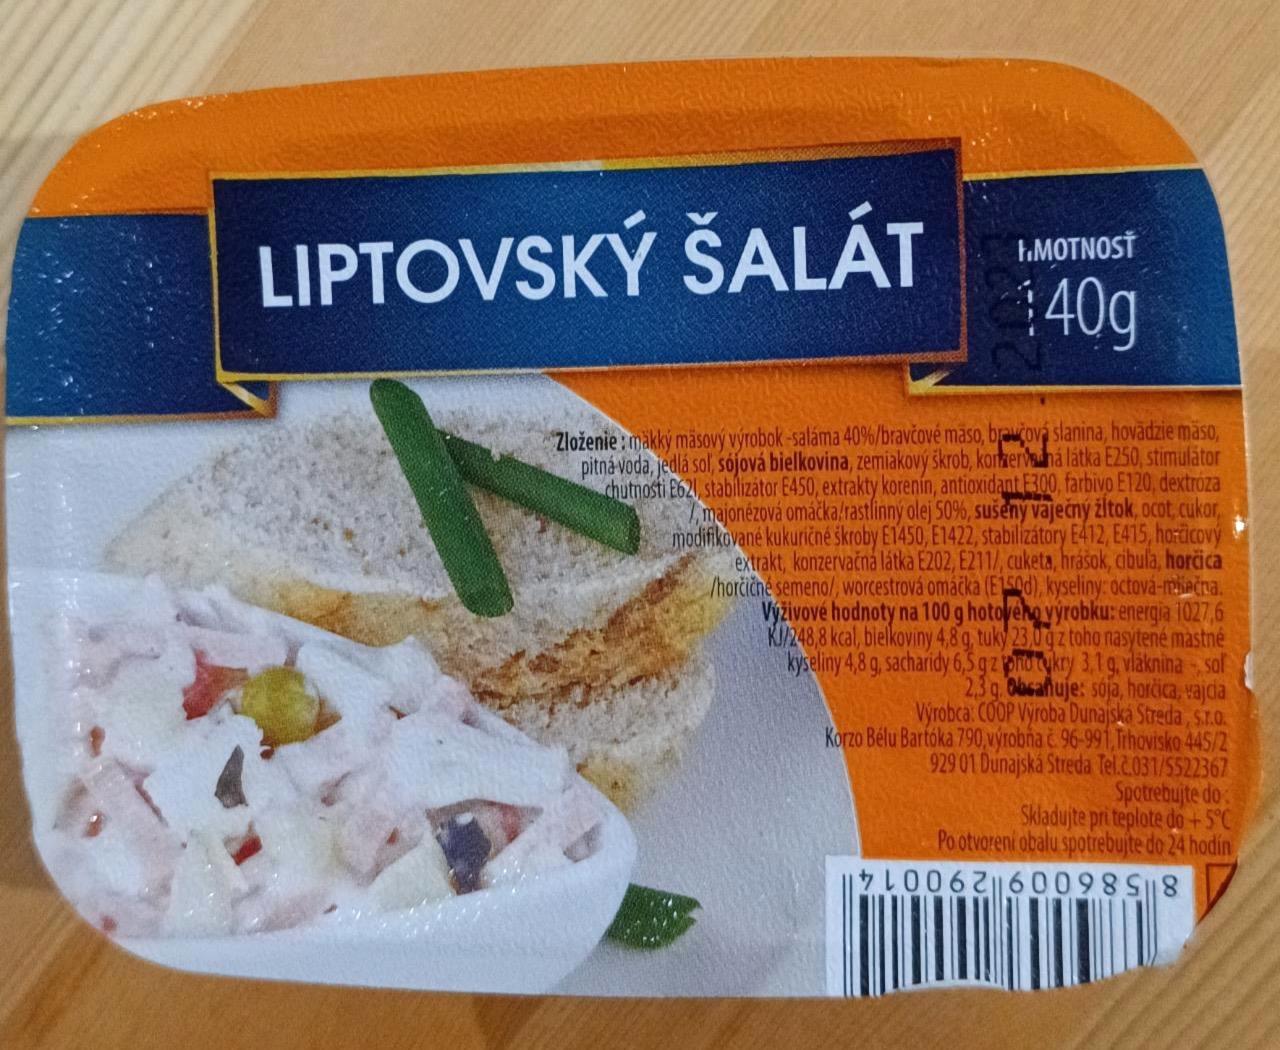 LIPTOVSKÝ ŠALÁT
HMOTNOSŤ
140g
Zloženie : mäkký mäsový výrobok -saláma 40%/bravčové mäso, bravčová slanina, hovädzie mäso,
pitná voda, jedlá soľ, sójová bielkovina, zemiakový škrob, konzervačná látka E250, stimulátor
chutnosti E621, stabilizátor E450, extrakty korenín, antioxidant E300, farbivo E120, dextróza
/, majonézová omáčka/rastlinný olej 50%, sušený vaječný žĺtok, ocot, cukor,
modifikované kukuričné škroby E1450, E1422, stabilizátory E412, E415, horčicový
extrakt, konzervačná látka E202, E211/, cuketa, hrášok, cibuľa, horčica
/horčičné semeno/, worcestrová omáčka (E150d), kyseliny: octová-mliečna.
Výživové hodnoty na 100 g hotového výrobku: energia 1027,6
KJ/248,8 kcal, bielkoviny 4,8 g, tuky 23,0 g z toho nasýtené mastné
kyseliny 4,8 g, sacharidy 6,5 g z toho cukry 3,1 g, vláknina -, soľ
2,3 g. Obsahuje: sója, horčica, vajcia
Výrobca: COOP Výroba Dunajská Streda , s.r.o.
Korzo Bélu Bartóka 790, výrobňa č. 96-991, Trhovisko 445/2
929 01 Dunajská Streda Tel.č.031/5522367
Spotrebujte do :
Skladujte pri teplote do + 5°C
Po otvorení obalu spotrebujte do 24 hodín
8 586009 290014